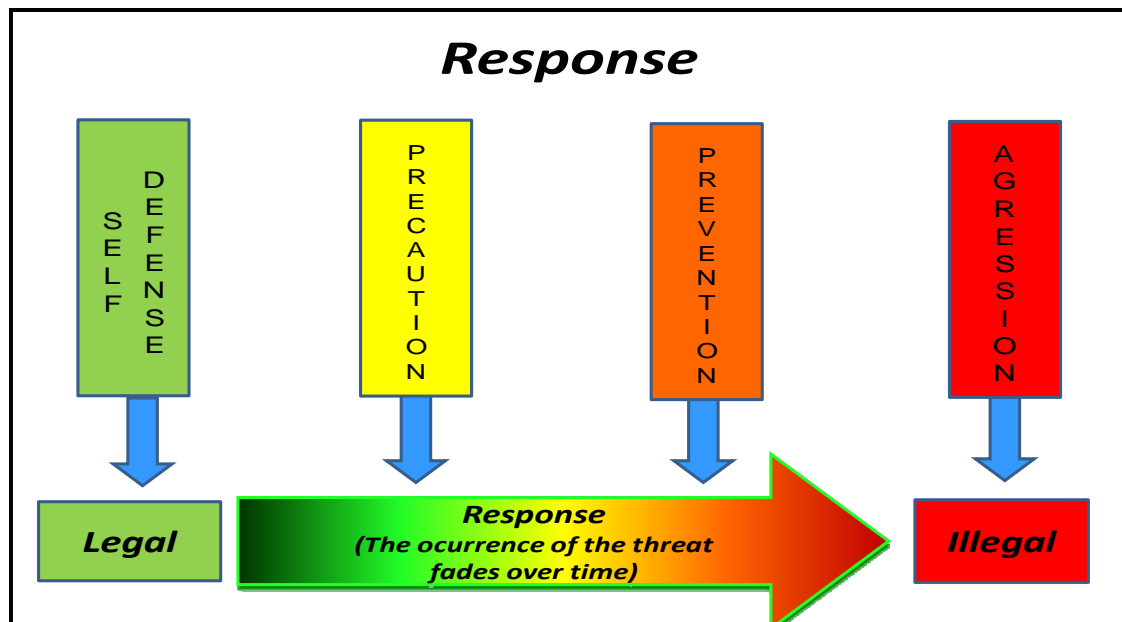 Response
SELF
DEFENSE
PRECAUTION
PREVENTION
AGRESSION
Legal
Response
(The ocurrence of the threat
fades over time)
Illegal